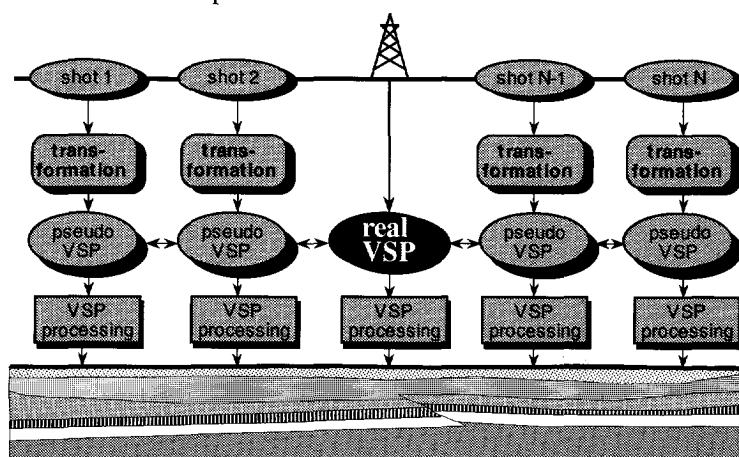 shot 1
shot 2
shot N-1
shot N
trans-
formation
trans-
formation
trans-
formation
trans-
formation
pseudo
VSP
pseudo
VSP
real
VSP
pseudo
VSP
pseudo
VSP
VSP
processing
VSP
processing
VSP
processing
VSP
processing
VSP
processing